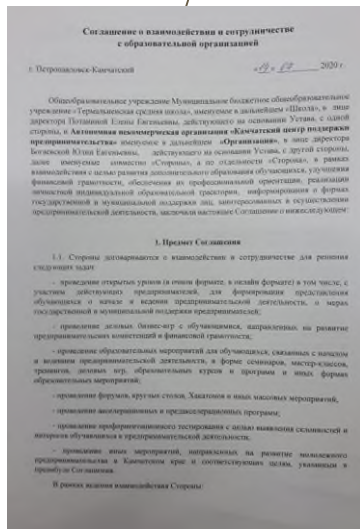 Соглашение о взаимодействии и сотрудничестве
с образовательной организацией
г. Петропавловск-Камчатский 2020 г.
Общеобразовательное учреждение Муниципальное бюджетное общеобразовательное
учреждение «Термальненская средняя школа», именуемое в дальнейшем «Школа», в лице
директора Елены Евгеньевны, действующего на основании Устава, с одной
стороны, и Автономная некоммерческая организация «Камчатский центр поддержки
предпринимательства» именуемое в дальнейшем «Организация», в лице директора
Юлии Евгеньевны, действующего на основании Устава, с другой стороны,
далее именуемые совместно «Стороны», а по отдельности «Сторона», в рамках
взаимодействия с целью развития дополнительного образования обучающихся, улучшения
финансовой грамотности, обеспечения их профессиональной ориентации, реализации
личностной индивидуальной образовательной траектории, информирования о формах
государственной и муниципальной поддержки лиц, заинтересованных в осуществлении
предпринимательской деятельности, заключили настоящее Соглашение о нижеследующем:
1. Предмет Соглашения
1.1. Стороны договариваются о взаимодействии и сотрудничестве для решения
следующих задач:
- проведение открытых уроков (в очном формате, в онлайн формате) в том числе, с
участием действующих предпринимателей, для формирования представления
обучающихся о начале и ведении предпринимательской деятельности, о мерах
государственной и муниципальной поддержки предпринимателей;
- проведение деловых бизнес-игр с обучающимися, направленных на развитие
предпринимательских компетенций и финансовой грамотности;
- проведение образовательных мероприятий для обучающихся, связанных с началом
и ведением предпринимательской деятельности, в форме семинаров, мастер-классов,
тренингов, деловых игр, образовательных курсов и программ и иных формах
образовательных мероприятий;
- проведение форумов, круглых столов, Хакатонов и иных массовых мероприятий,
- проведение акселерационных и предакселерационных программ;
- проведение профориентационного тестирования с целью выявления склонностей и
интересов обучающихся к предпринимательской деятельности;
- проведение иных мероприятий, направленных на развитие молодежного
предпринимательства в Камчатском крае и соответствующих целям, указанным в
преамбуле Соглашения.
В рамках ведения взаимодействия Стороны: